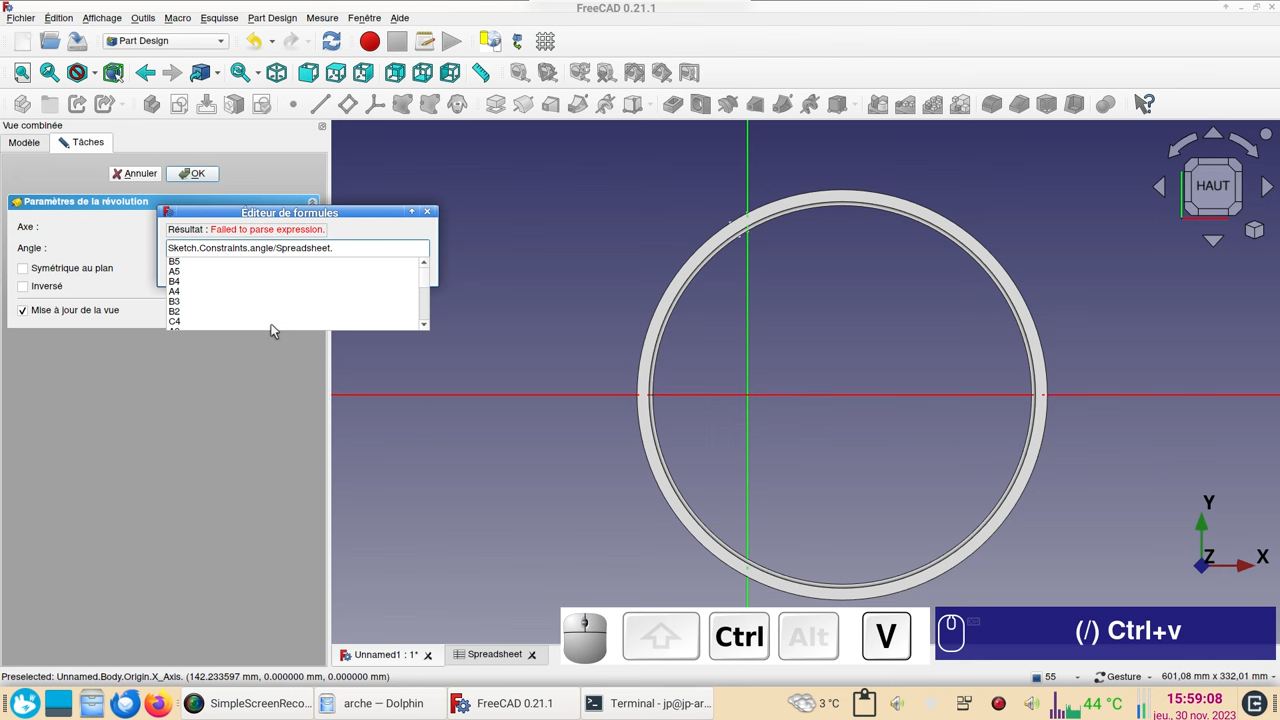 FreeCAD 0.21.1
Fichier Édition Affichage Outils Macro Esquisse Part Design Mesure Fenêtre Aide
Part Design
Vue combinée
Modèle Tâches
Annuler OK
Paramètres de la révolution
Axe :
Angle :
Symétrique au plan
Inversé
Mise à jour de la vue
Éditeur de formules
Résultat : Failed to parse expression.
Sketch.Constraints.angle/Spreadsheet.
B5
A5
B4
A4
B3
B2
C4
HAUT
Y
Z X
Ctrl Alt V
Ctrl
(/) Ctrl+v
Unnamed1 : 1* Spreadsheet
Preselected: Unnamed.Body.Origin.X_Axis. (142.233597 mm, 0.000000 mm, 0.000000 mm)
55 Gesture 601,08 mm x 332,01 mm
SimpleScreenReco... arche — Dolphin FreeCAD 0.21.1 Terminal - jp@jp-ar... 3 °C 44 °C
15:59:08
jeu., 30 nov. 2023